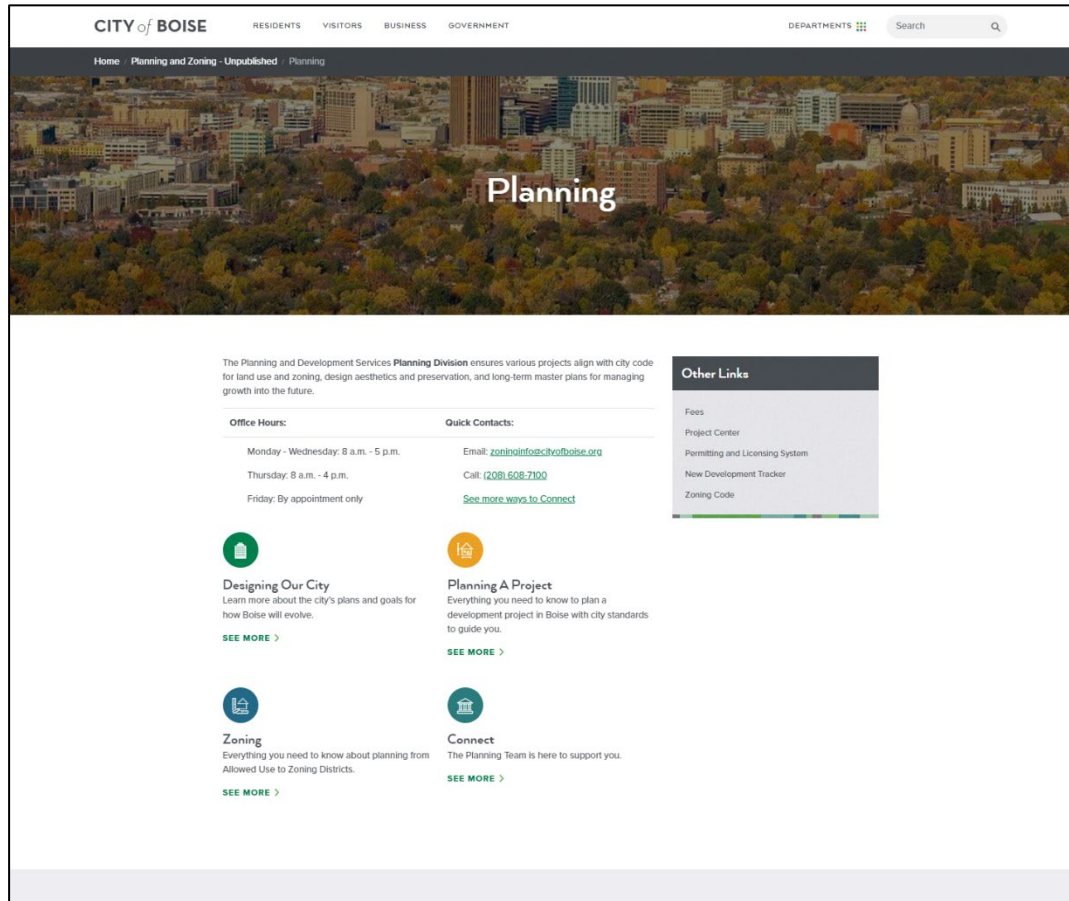 CITY of BOISE
RESIDENTS VISITORS BUSINESS GOVERNMENT
DEPARTMENTS
Search
Home / Planning and Zoning - Unpublished / Planning
Planning
The Planning and Development Services Planning Division ensures various projects align with city code
for land use and zoning, design aesthetics and preservation, and long-term master plans for managing
growth into the future.
Office Hours:
Monday - Wednesday: 8 a.m. - 5 p.m.
Thursday: 8 a.m. - 4 p.m.
Friday: By appointment only
Quick Contacts:
Email: zoninginfo@cityofboise.org
Call: (208) 608-7100
See more ways to Connect
Designing Our City
Learn more about the city's plans and goals for
how Boise will evolve.
SEE MORE >
Planning A Project
Everything you need to know to plan a
development project in Boise with city standards
to guide you.
SEE MORE >
Zoning
Everything you need to know about planning from
Allowed Use to Zoning Districts.
SEE MORE >
Connect
The Planning Team is here to support you.
SEE MORE >
Other Links
Fees
Project Center
Permitting and Licensing System
New Development Tracker
Zoning Code